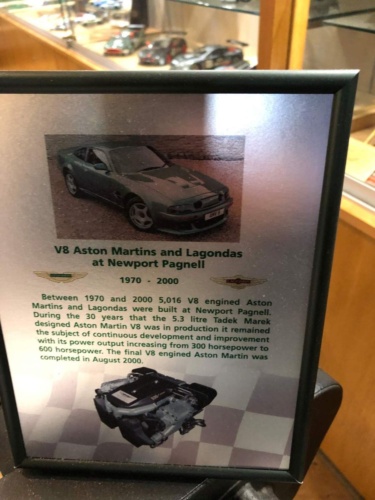 V8 Aston Martins and Lagondas
at Newport Pagnell
1970 - 2000
Between 1970 and 2000 5,016 V8 engined Aston
Martins and Lagondas were built at Newport Pagnell.
During the 30 years that the 5.3 litre Tadek Marek
designed Aston Martin V8 was in production it remained
the subject of continuous development and improvement
with its power output increasing from 300 horsepower to
600 horsepower. The final V8 engined Aston Martin was
completed in August 2000.